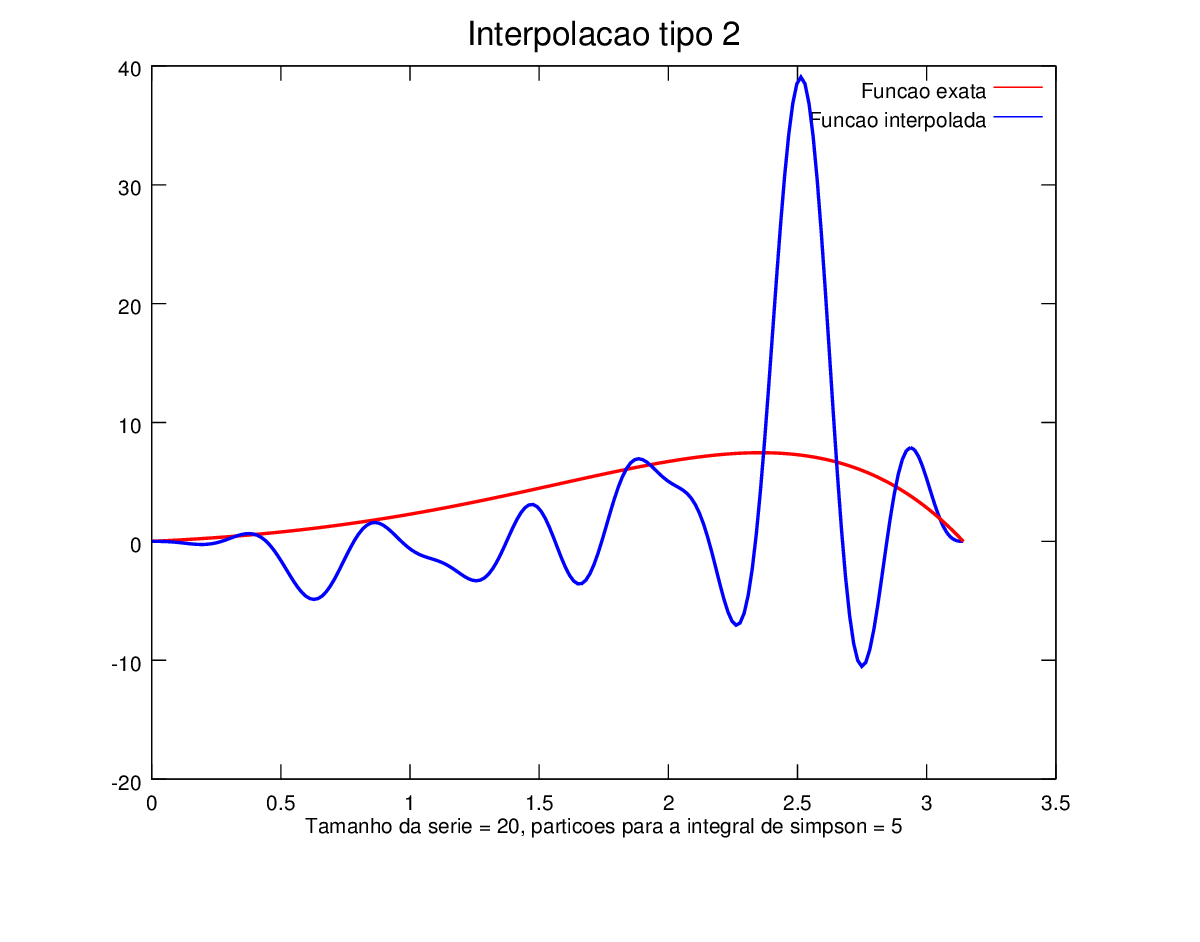 Interpolacao tipo 2
40
30
20
10
0
-10
-20
Funcao exata
Funcao interpolada
0 0.5 1 1.5 2 2.5 3 3.5
Tamanho da serie = 20, particoes para a integral de simpson = 5